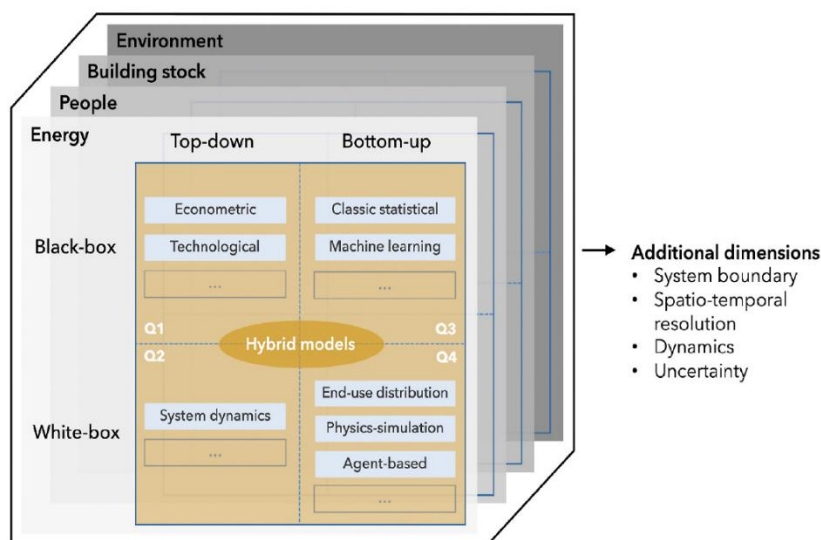 Environment
Building stock
People
Energy
Top-down
Bottom-up
Black-box
Econometric
Classic statistical
Technological
Machine learning
...
...
Q1
Q3
Hybrid models
Q2
Q4
End-use distribution
White-box
System dynamics
Physics-simulation
...
Agent-based
...
Additional dimensions
• System boundary
• Spatio-temporal
resolution
• Dynamics
• Uncertainty